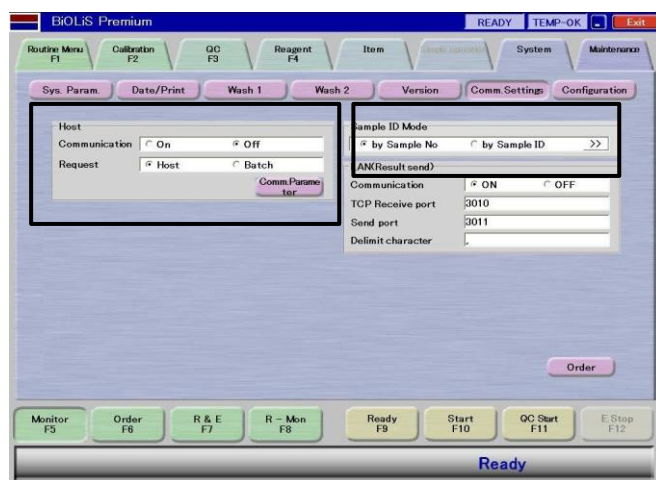 BiOLiS Premium READY TEMP-OK Exit
Routine Menu F1 Calibration F2 QC F3 Reagent F4 Item System Maintenance
Sys. Param. Date/Print Wash 1 Wash 2 Version Comm.Settings Configuration
Host
Communication On Off
Request Host Batch
Comm.Parame
ter
Sample ID Mode
by Sample No by Sample ID >>
LAN(Result send)
Communication ON OFF
TCP Receive port 3010
Send port 3011
Delimit character ,
Order
Monitor F5 Order F6 R & E F7 R - Mon F8 Ready F9 Start F10 QC Start F11 E.Stop F12
Ready